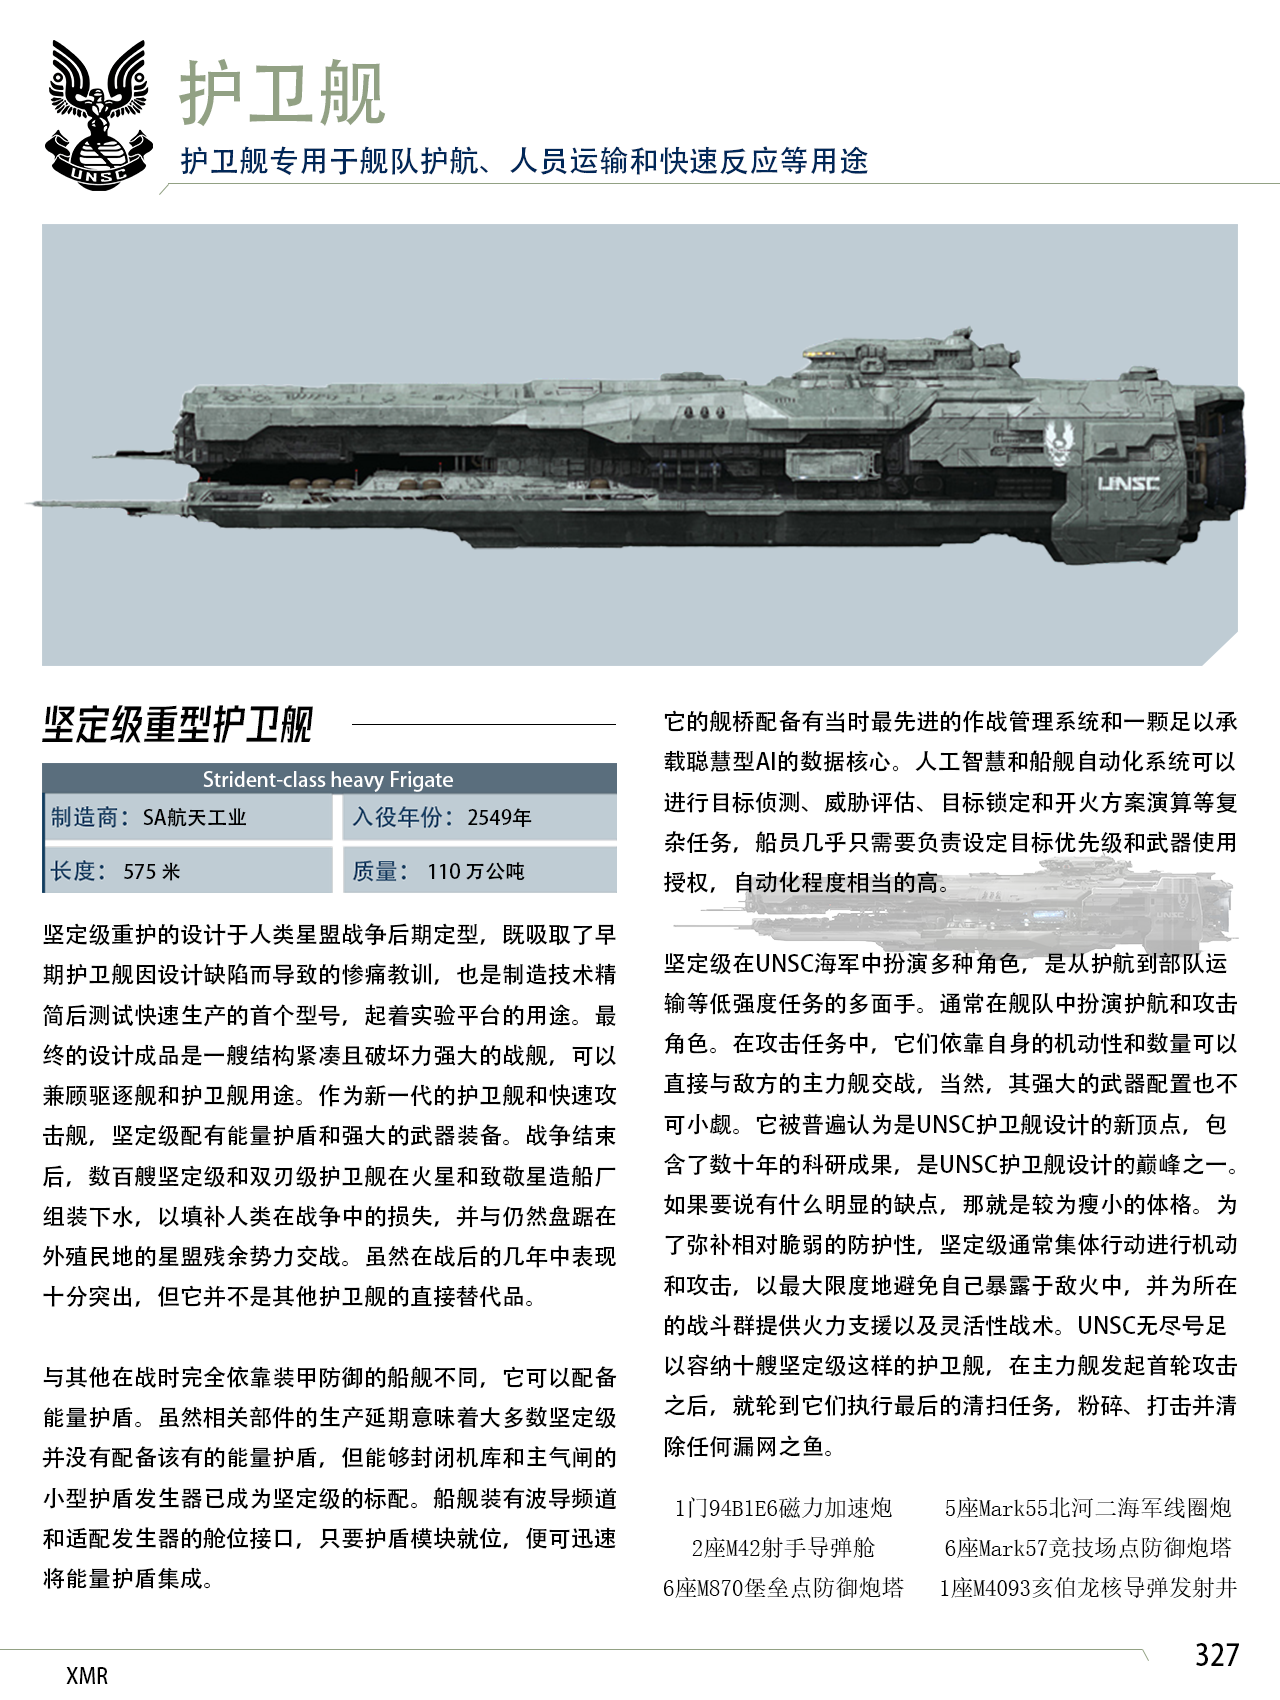 护卫舰
护卫舰专用于舰队护航、人员运输和快速反应等用途
UNSC
UNSC
坚定级重型护卫舰
Strident-class heavy Frigate
制造商：SA航天工业
入役年份：2549年
长度：575 米
质量：110 万公吨
坚定级重护的设计于人类星盟战争后期定型，既吸取了早
期护卫舰因设计缺陷而导致的惨痛教训，也是制造技术精
简后测试快速生产的首个型号，起着实验平台的用途。最
终的设计成品是一艘结构紧凑且破坏力强大的战舰，可以
兼顾驱逐舰和护卫舰用途。作为新一代的护卫舰和快速攻
击舰，坚定级配有能量护盾和强大的武器装备。战争结束
后，数百艘坚定级和双刃级护卫舰在火星和致敬星造船厂
组装下水，以填补人类在战争中的损失，并与仍然盘踞在
外殖民地的星盟残余势力交战。虽然在战后的几年中表现
十分突出，但它并不是其他护卫舰的直接替代品。
与其他在战时完全依靠装甲防御的船舰不同，它可以配备
能量护盾。虽然相关部件的生产延期意味着大多数坚定级
并没有配备该有的能量护盾，但能够封闭机库和主气闸的
小型护盾发生器已成为坚定级的标配。船舰装有波导频道
和适配发生器的舱位接口，只要护盾模块就位，便可迅速
将能量护盾集成。
它的舰桥配备有当时最先进的作战管理系统和一颗足以承
载聪慧型AI的数据核心。人工智慧和船舰自动化系统可以
进行目标侦测、威胁评估、目标锁定和开火方案演算等复
杂任务，船员几乎只需要负责设定目标优先级和武器使用
授权，自动化程度相当的高。
坚定级在UNSC海军中扮演多种角色，是从护航到部队运
输等低强度任务的多面手。通常在舰队中扮演护航和攻击
角色。在攻击任务中，它们依靠自身的机动性和数量可以
直接与敌方的主力舰交战，当然，其强大的武器配置也不
可小觑。它被普遍认为是UNSC护卫舰设计的新顶点，包
含了数十年的科研成果，是UNSC护卫舰设计的巅峰之一。
如果要说有什么明显的缺点，那就是较为瘦小的体格。为
了弥补相对脆弱的防护性，坚定级通常集体行动进行机动
和攻击，以最大限度地避免自己暴露于敌火中，并为所在
的战斗群提供火力支援以及灵活性战术。UNSC无尽号足
以容纳十艘坚定级这样的护卫舰，在主力舰发起首轮攻击
之后，就轮到它们执行最后的清扫任务，粉碎、打击并清
除任何漏网之鱼。
1门94B1E6磁力加速炮
5座Mark55北河二海军线圈炮
2座M42射手导弹舱
6座Mark57竞技场点防御炮塔
6座M870堡垒点防御炮塔
1座M4093亥伯龙核导弹发射井
327
XMR